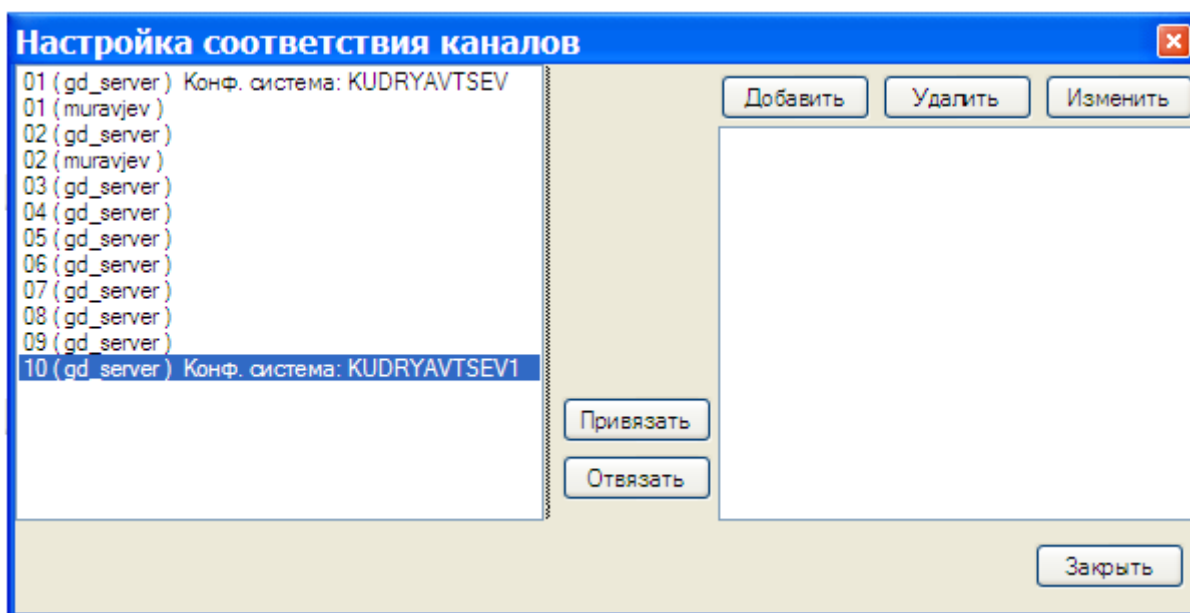 Настройка соответствия каналов
01 ( gd_server )  Конф. система: KUDRYAVTSEV
01 ( muravjev )
02 ( gd_server )
02 ( muravjev )
03 ( gd_server )
04 ( gd_server )
05 ( gd_server )
06 ( gd_server )
07 ( gd_server )
08 ( gd_server )
09 ( gd_server )
10 ( gd_server )  Конф. система: KUDRYAVTSEV1
Добавить
Удалить
Изменить
Привязать
Отвязать
Закрыть